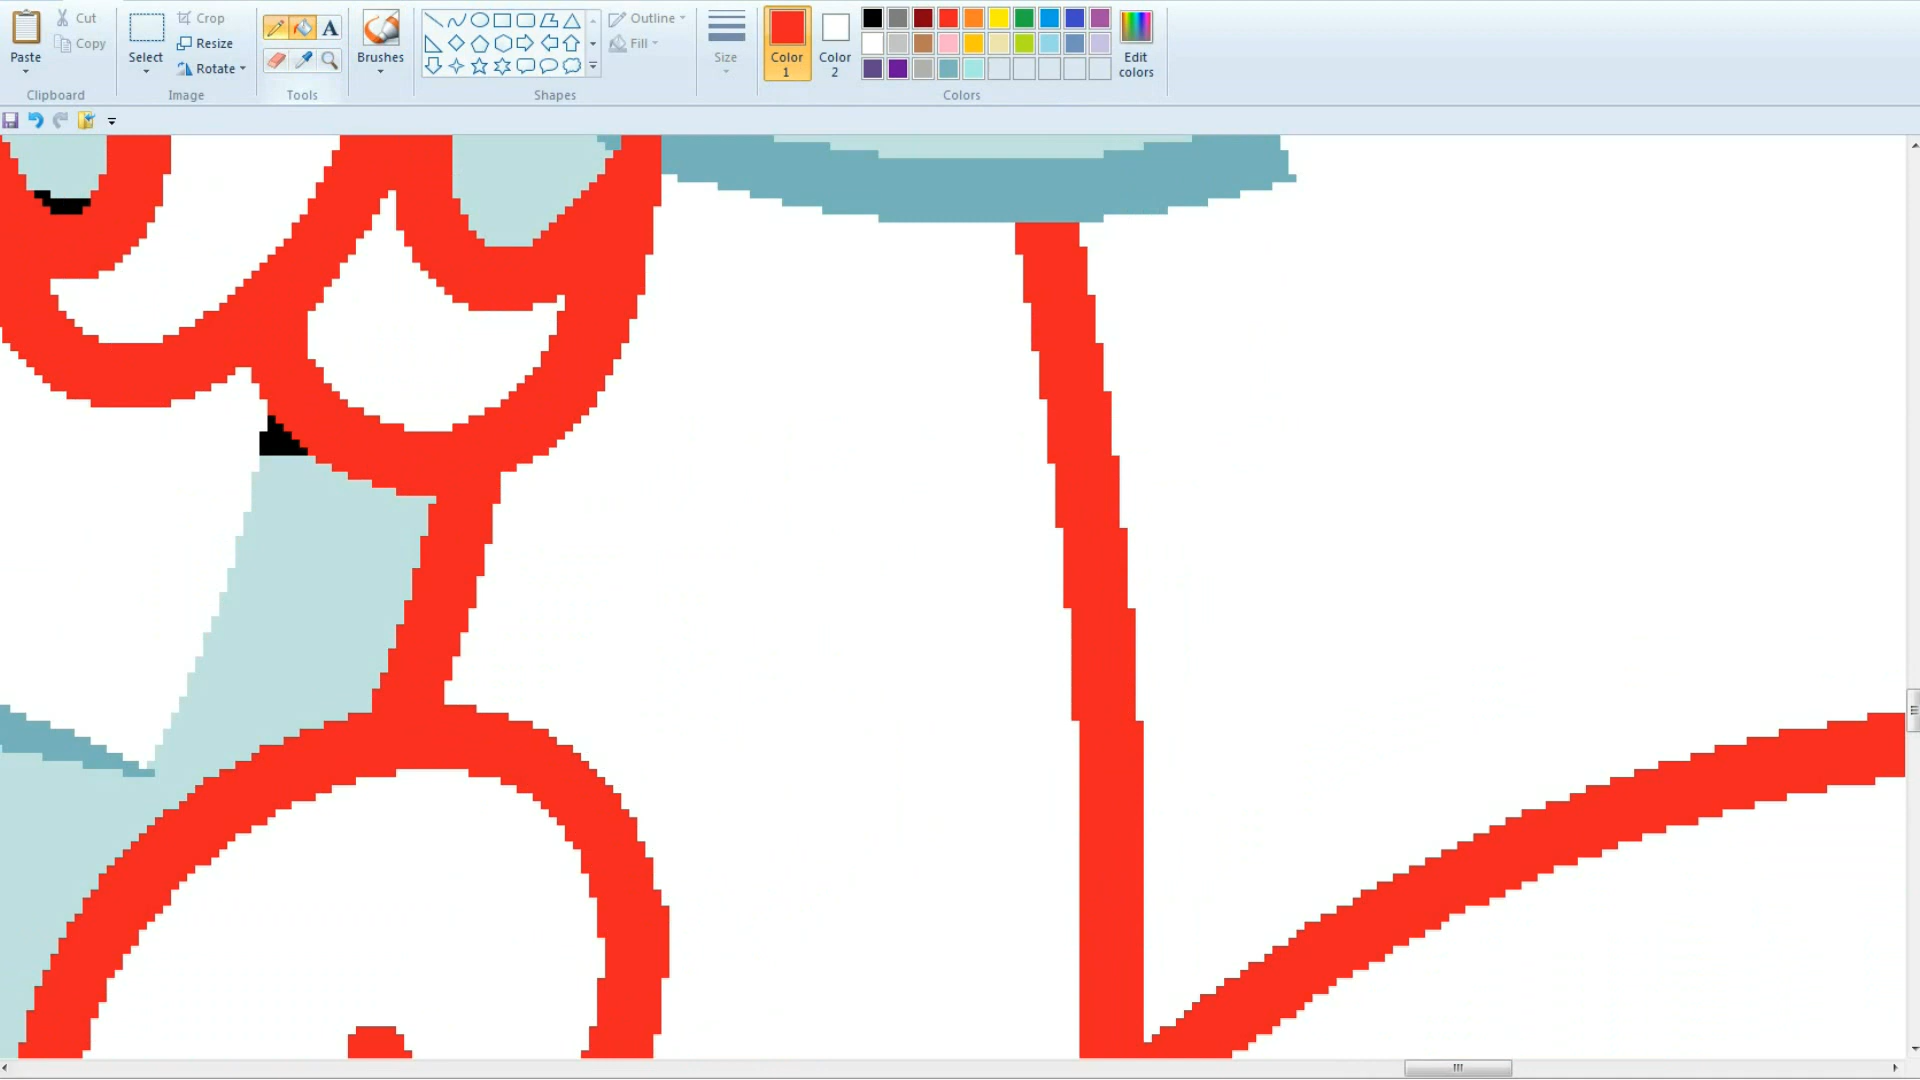 Paste
Cut
Copy
Clipboard
Select
Crop
Resize
Rotate
Image
A
Tools
Brushes
Outline
Fill
Shapes
Size
Color
1
Color
2
Edit
colors
Colors